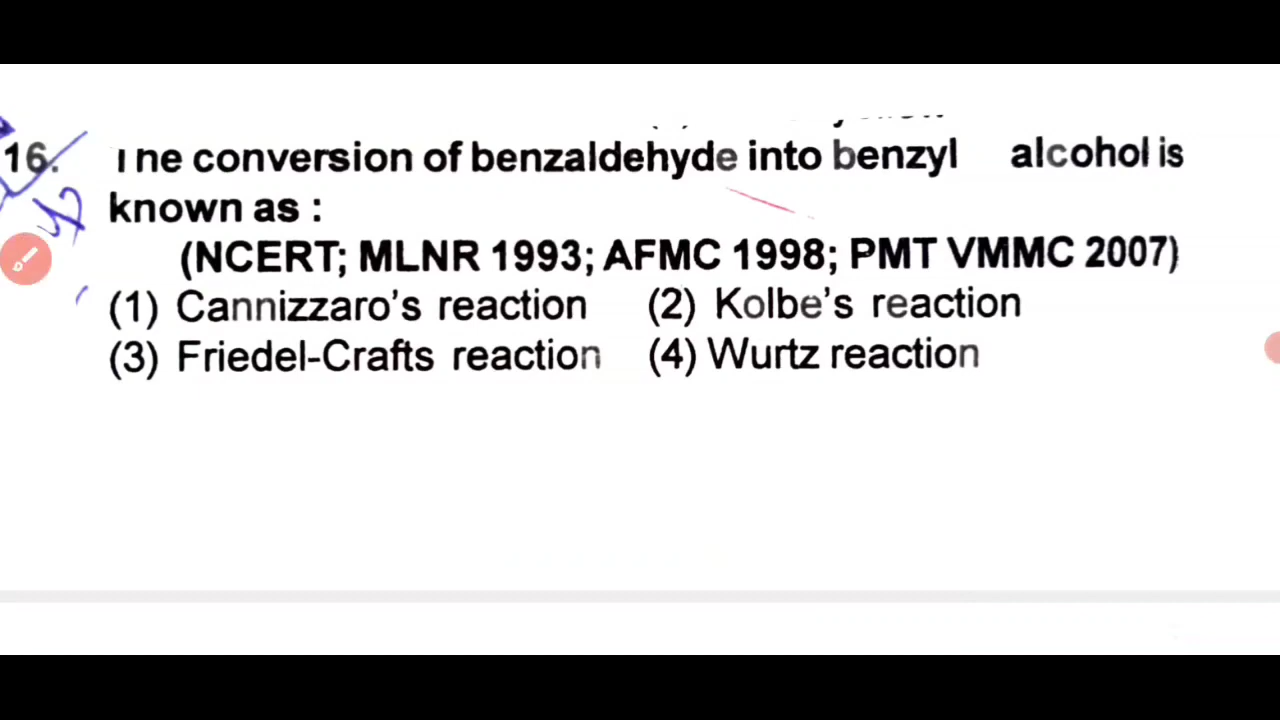 16. The conversion of benzaldehyde into benzyl alcohol is
known as :
(NCERT; MLNR 1993; AFMC 1998; PMT VMMC 2007)
(1) Cannizzaro's reaction (2) Kolbe's reaction
(3) Friedel-Crafts reaction (4) Wurtz reaction